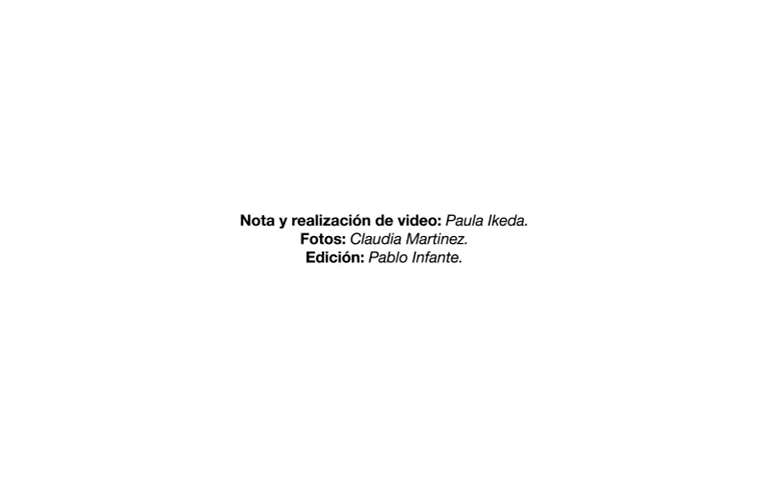 Nota y realización de video: Paula Ikeda.
Fotos: Claudia Martinez.
Edición: Pablo Infante.